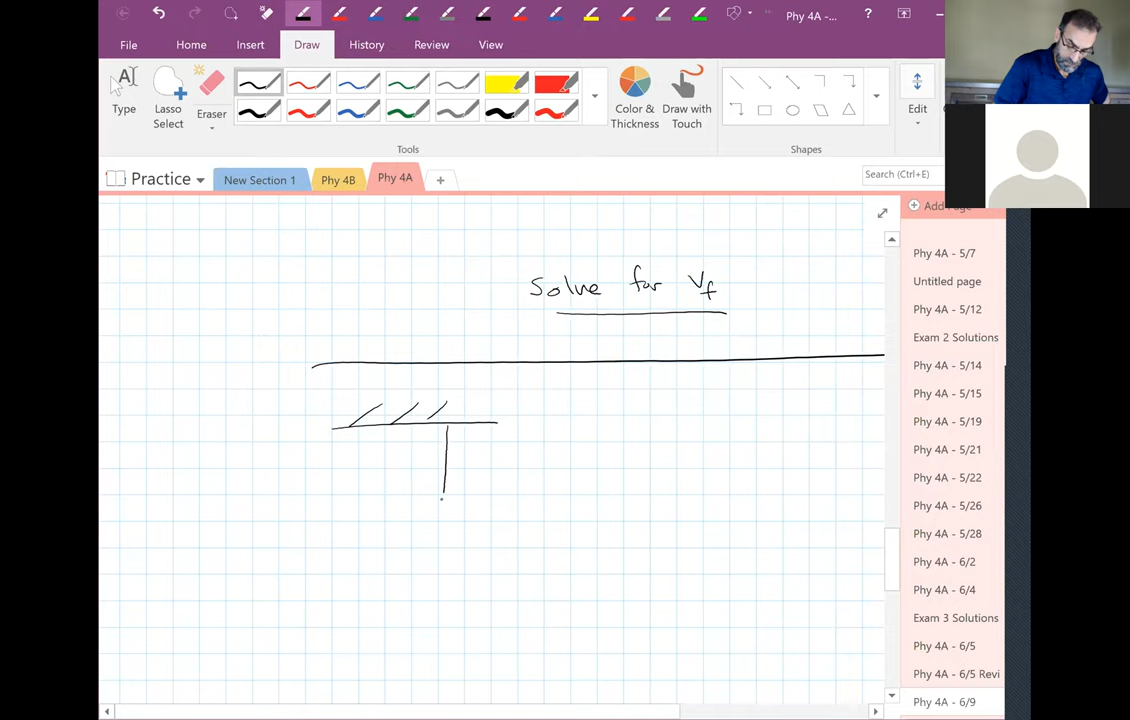 Phy 4A -..
?
File
Home
Insert
Draw
History
Review
View
Type
Lasso
Select
Eraser
Color &
Thickness
Draw with
Touch
Edit
Tools
Shapes
Practice
New Section 1
Phy 4B
Phy 4A
+
Search (Ctrl+E)
Add Page
Solve for Vf
Phy 4A - 5/7
Untitled page
Phy 4A - 5/12
Exam 2 Solutions
Phy 4A - 5/14
Phy 4A - 5/15
Phy 4A - 5/19
Phy 4A - 5/21
Phy 4A - 5/22
Phy 4A - 5/26
Phy 4A - 5/28
Phy 4A - 6/2
Phy 4A - 6/4
Exam 3 Solutions
Phy 4A - 6/5
Phy 4A - 6/5 Revi
Phy 4A - 6/9